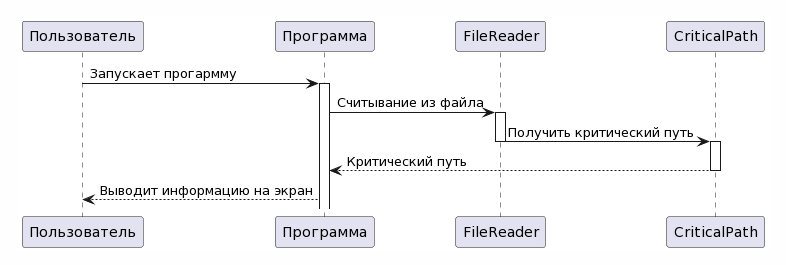 Пользователь
Программа
FileReader
CriticalPath
Запускает прогармму
Считывание из файла
Получить критический путь
Критический путь
Выводит информацию на экран
Пользователь
Программа
FileReader
CriticalPath